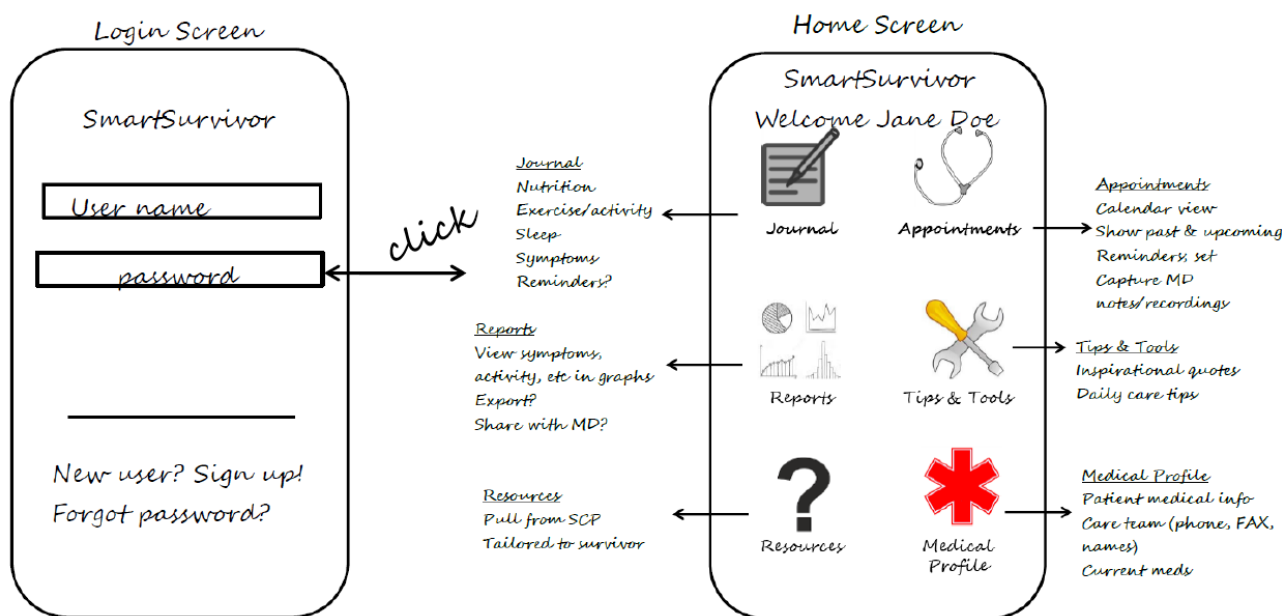 Login Screen
SmartSurvivor
User name
password
New user? Sign up!
Forgot password?
click
Home Screen
SmartSurvivor
Welcome Jane Doe
Journal
Appointments
Reports
Tips & Tools
Resources
Medical
Profile
Journal
Nutrition
Exercise/activity
Sleep
Symptoms
Reminders?
Reports
View symptoms,
activity, etc in graphs
Export?
Share with MD?
Resources
Pull from SCP
Tailored to survivor
Appointments
Calendar view
Show past & upcoming
Reminders, set
Capture MD
notes/recordings
Tips & Tools
Inspirational quotes
Daily care tips
Medical Profile
Patient medical info
Care team (phone, FAX,
names)
Current meds